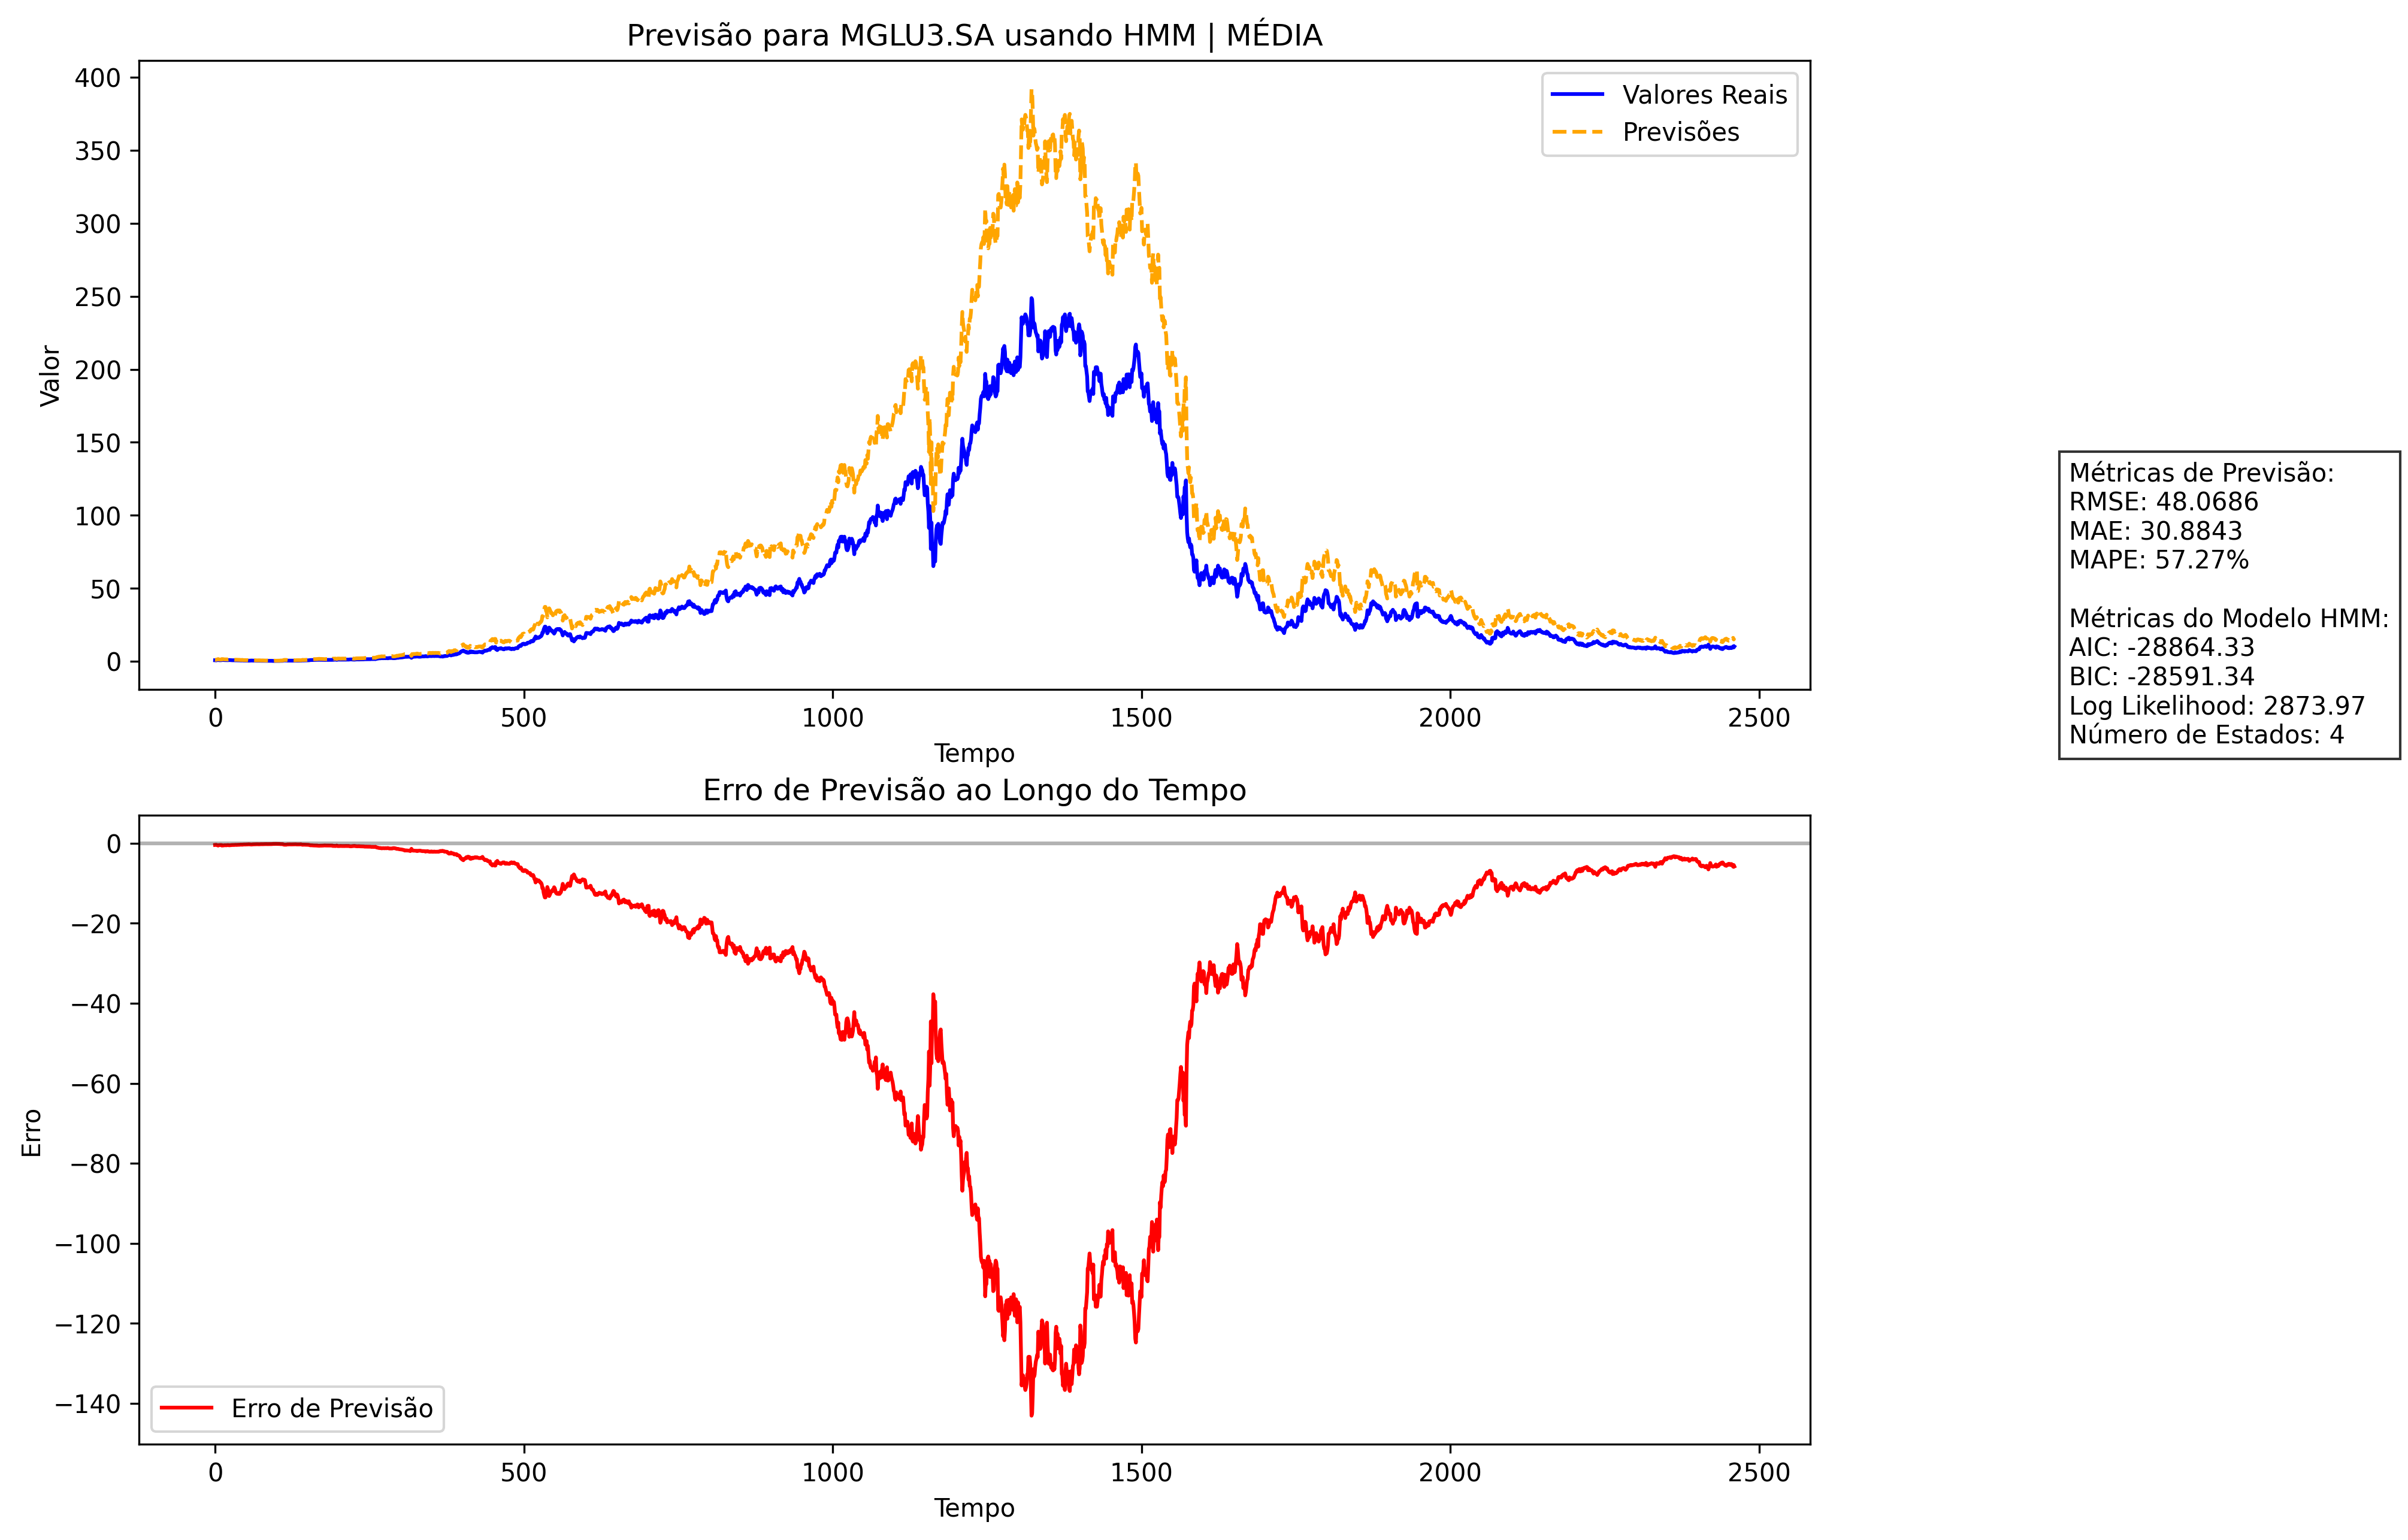 Previsão para MGLU3.SA usando HMM | MÉDIA
400
350
300
250
200
150
100
50
0
Valor
Valores Reais
Previsões
0
500
1000
1500
2000
2500
Tempo
Métricas de Previsão:
RMSE: 48.0686
MAE: 30.8843
MAPE: 57.27%
Métricas do Modelo HMM:
AIC: -28864.33
BIC: -28591.34
Log Likelihood: 2873.97
Número de Estados: 4
Erro de Previsão ao Longo do Tempo
0
−20
−40
−60
−80
−100
−120
−140
Erro
Erro de Previsão
0
500
1000
1500
2000
2500
Tempo